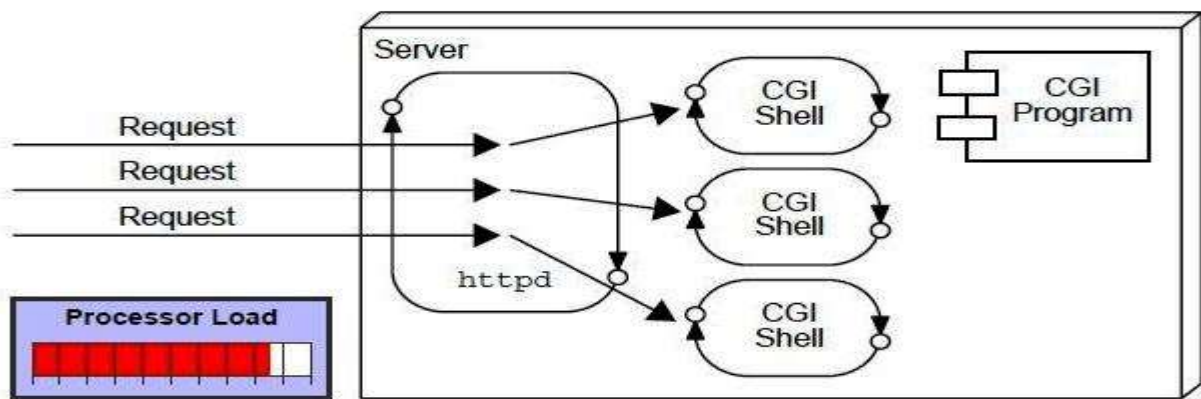 Server
Request
Request
Request
httpd
CGI
Shell
CGI
Shell
CGI
Shell
CGI
Program
Processor Load